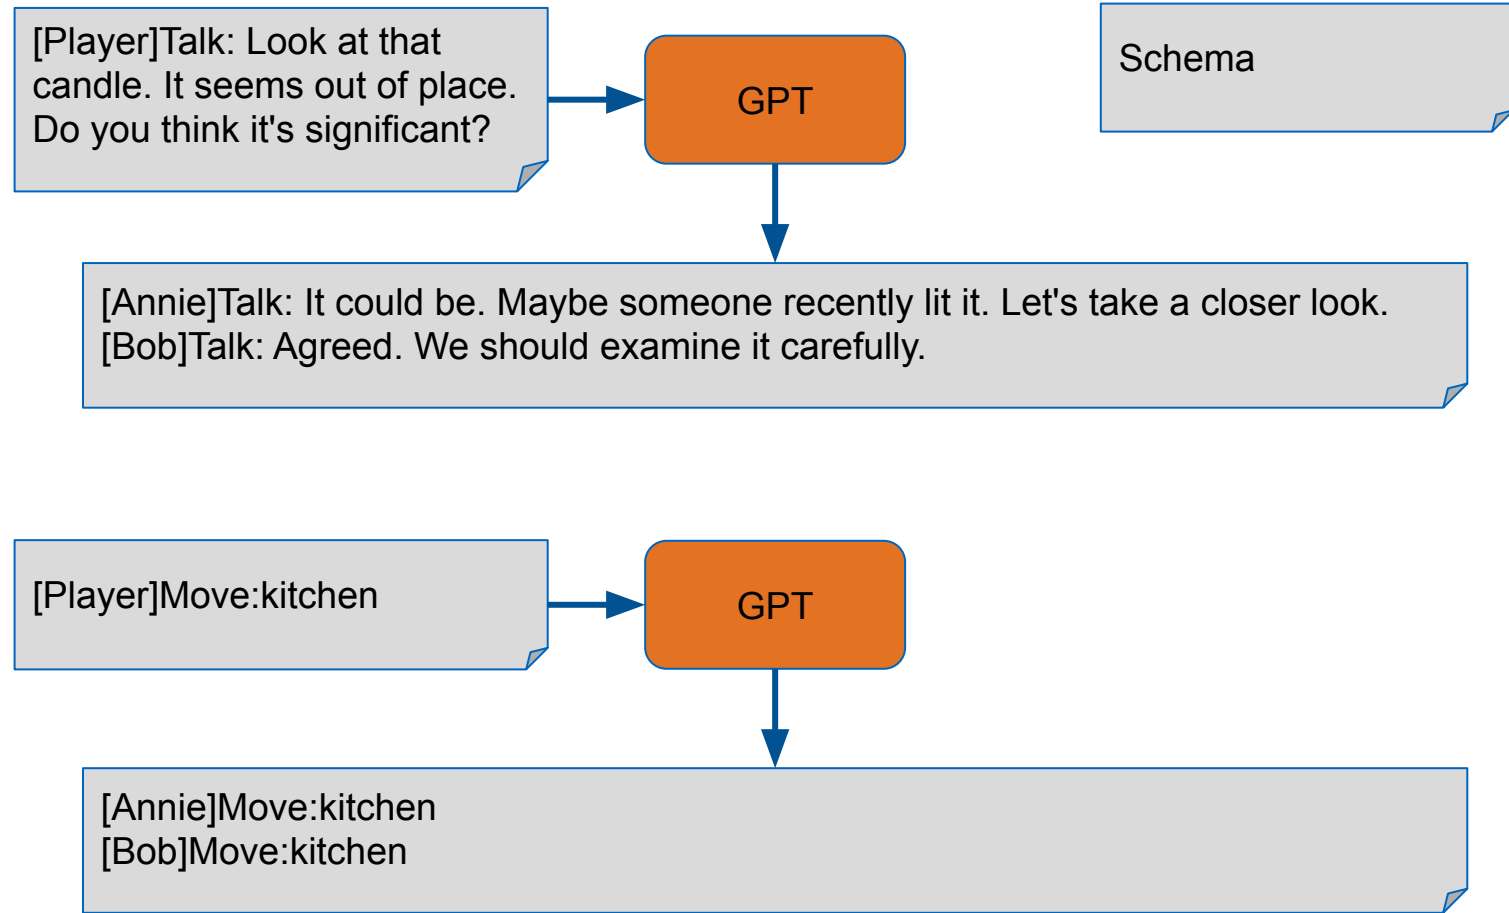 [Player]Talk: Look at that
candle. It seems out of place.
Do you think it's significant?
GPT
Schema
[Annie]Talk: It could be. Maybe someone recently lit it. Let's take a closer look.
[Bob]Talk: Agreed. We should examine it carefully.
[Player]Move:kitchen
GPT
[Annie]Move:kitchen
[Bob]Move:kitchen